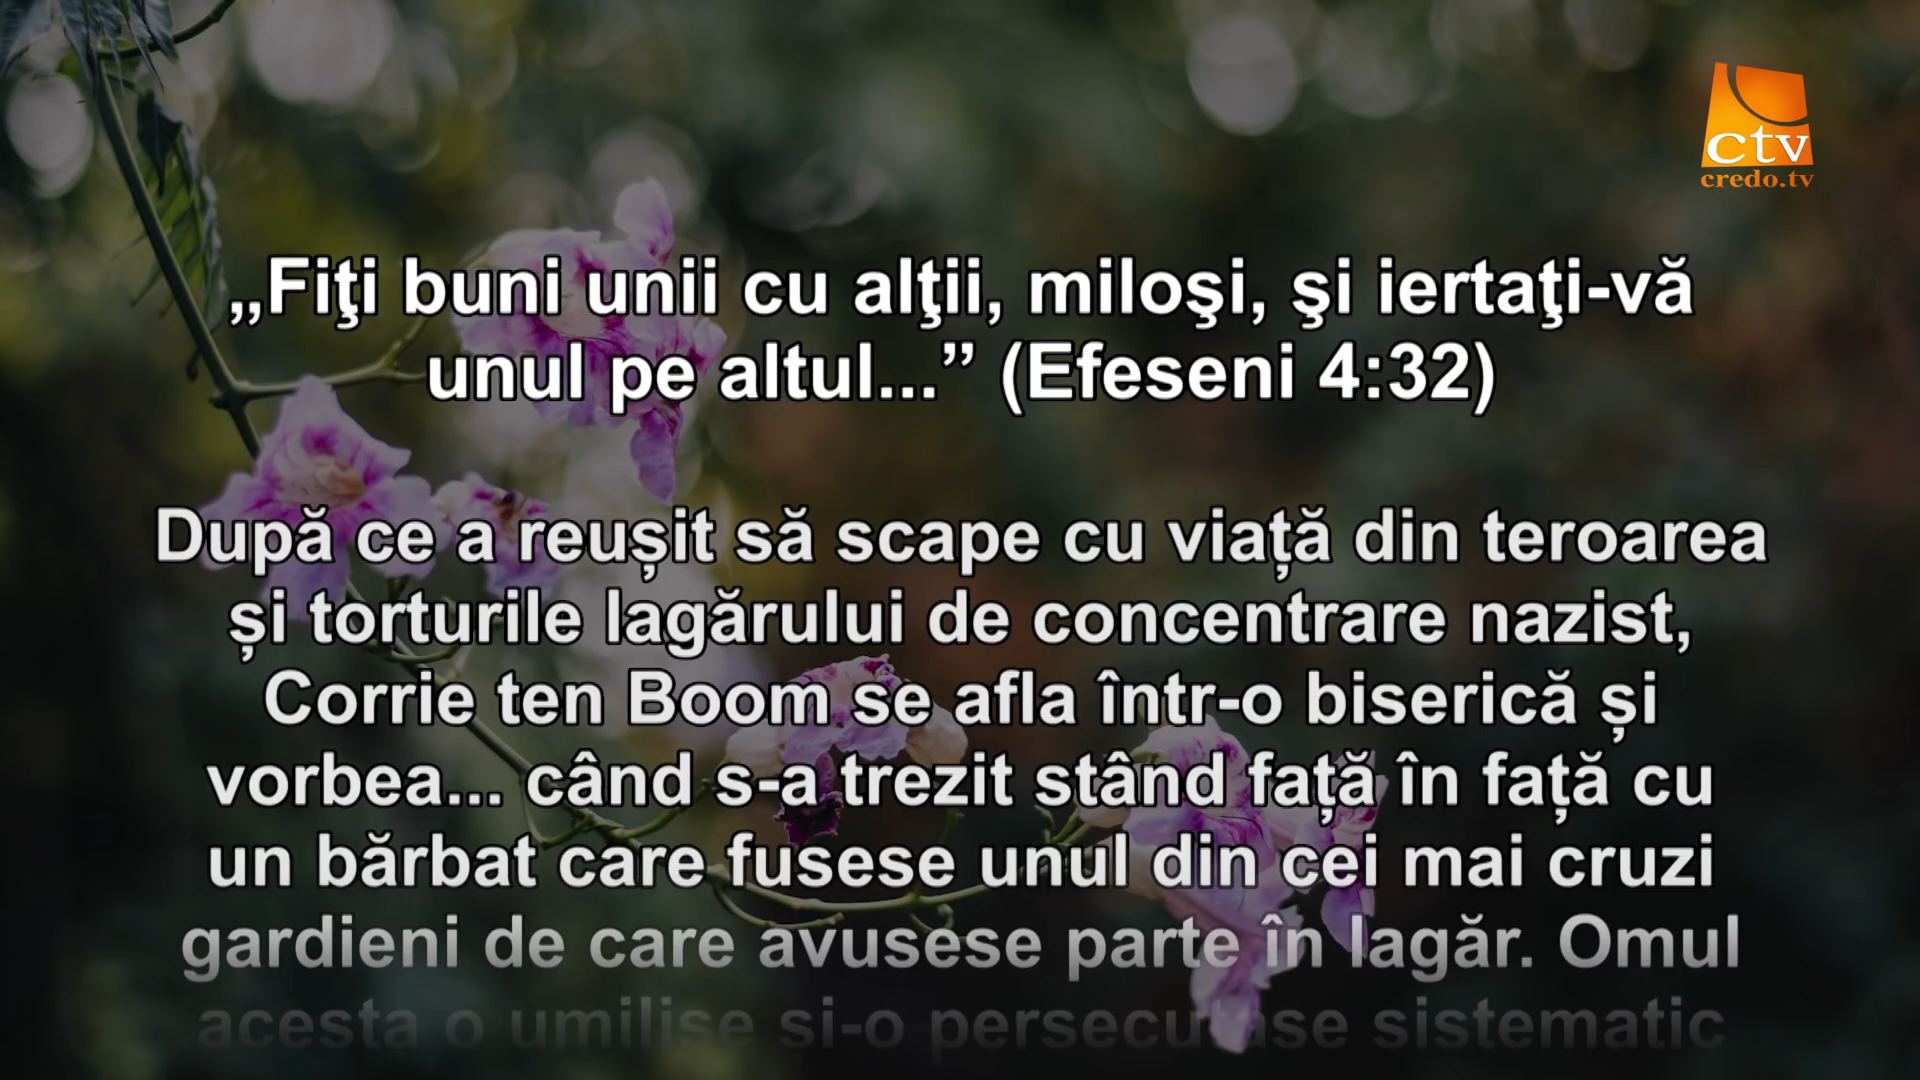 ctv
credo.tv
„Fiţi buni unii cu alţii, miloşi, şi iertaţi-vă
unul pe altul...” (Efeseni 4:32)
După ce a reușit să scape cu viață din teroarea
și torturile lagărului de concentrare nazist,
Corrie ten Boom se afla într-o biserică și
vorbea... când s-a trezit stând față în față cu
un bărbat care fusese unul din cei mai cruzi
gardieni de care avusese parte în lagăr. Omul
acesta o umilise și-o persecutase sistematic